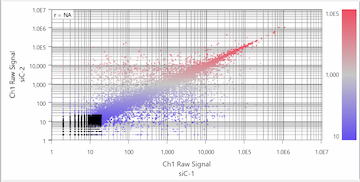 r = NA
1.0E7
1.0E6
1.0E5
10,000
1,000
100
10
1
Ch1 Raw Signal
siC-2
1
10
100
1,000
10,000
1.0E5
1.0E6
1.0E7
Ch1 Raw Signal
siC-1
1.0E5
1,000
10